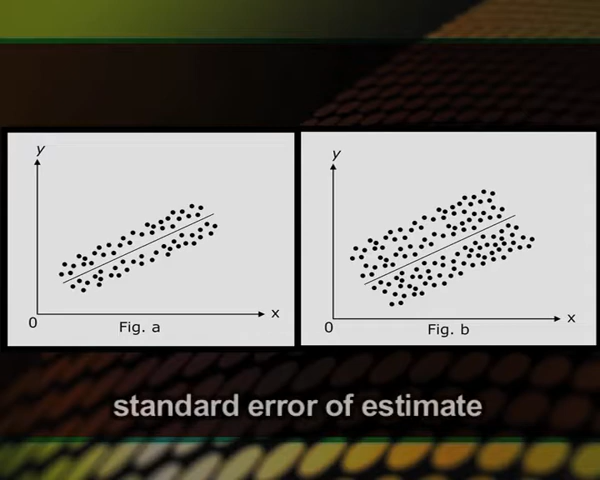 y
y
0
x
0
x
Fig. a
Fig. b
standard error of estimate